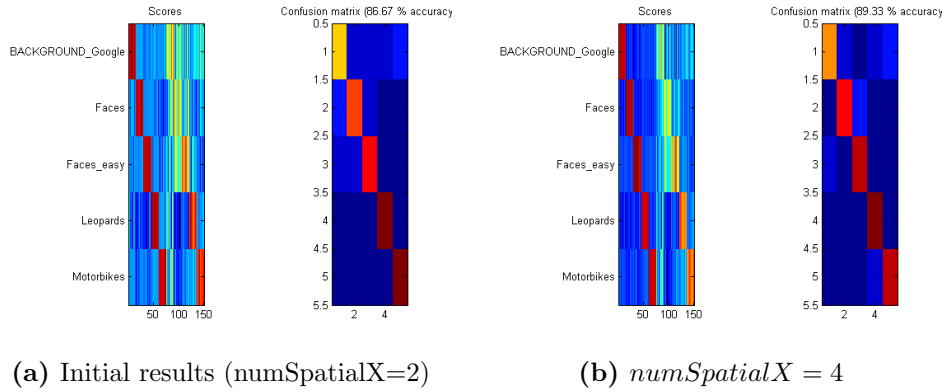 Scores
Confusion matrix (86.67 % accuracy
BACKGROUND_Google
Faces
Faces_easy
Leopards
Motorbikes
50 100 150
0.5
1
1.5
2
2.5
3
3.5
4
4.5
5
5.5
2 4
Scores
Confusion matrix (89.33 % accuracy
BACKGROUND_Google
Faces
Faces_easy
Leopards
Motorbikes
50 100 150
0.5
1
1.5
2
2.5
3
3.5
4
4.5
5
5.5
2 4
(a) Initial results (numSpatialX=2)
(b) numSpatialX = 4